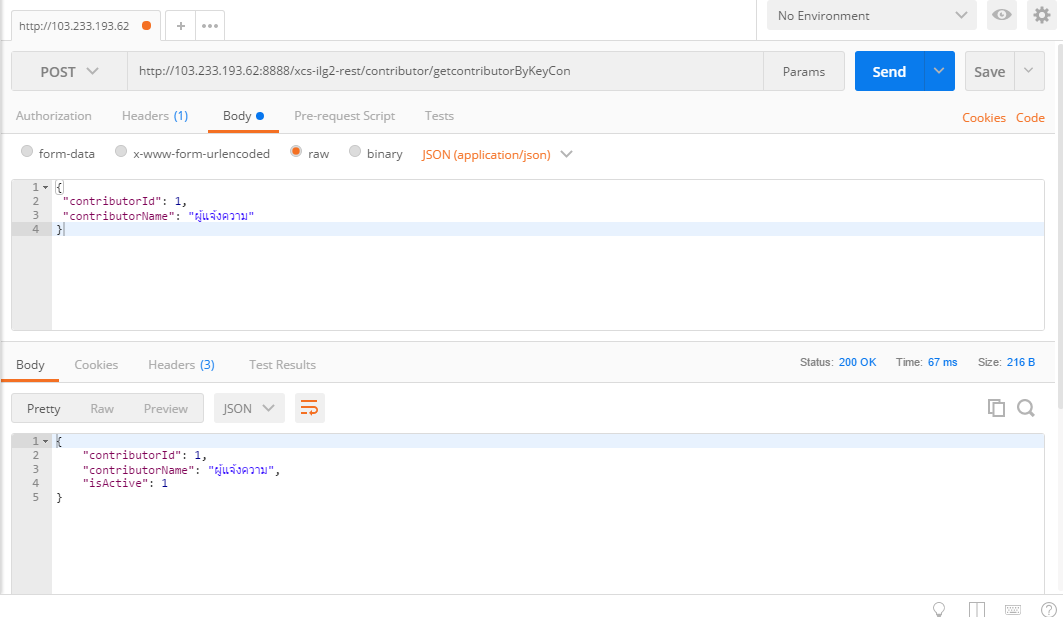 http://103.233.193.62
+
No Environment
POST
http://103.233.193.62:8888/xcs-ilg2-rest/contributor/getcontributorByKeyCon
Params
Send
Save
Authorization
Headers (1)
Body
Pre-request Script
Tests
Cookies
Code
form-data
x-www-form-urlencoded
raw
binary
JSON (application/json)
1 {
2 "contributorId": 1,
3 "contributorName": "ผู้แจ้งความ"
4 }
Body
Cookies
Headers (3)
Test Results
Status: 200 OK
Time: 67 ms
Size: 216 B
Pretty
Raw
Preview
JSON
1 {
2 "contributorId": 1,
3 "contributorName": "ผู้แจ้งความ",
4 "isActive": 1
5 }